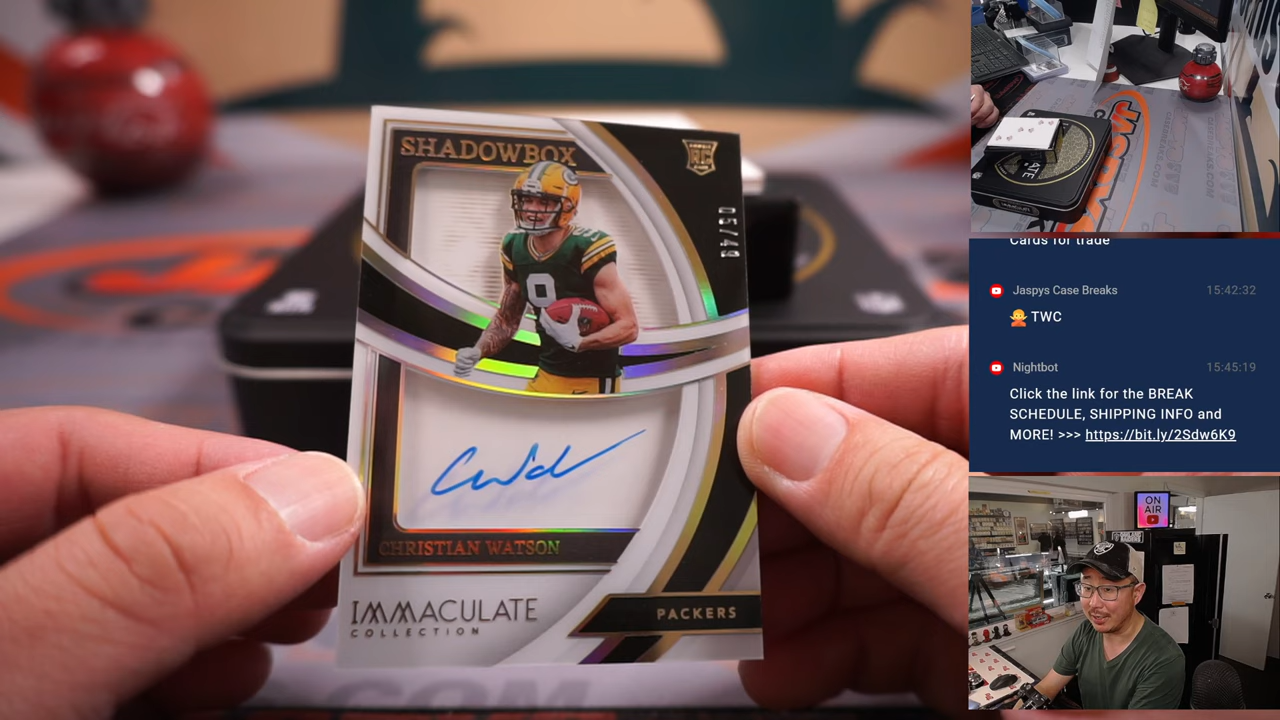 SHADOWBOX
RC
05/49
9
CHRISTIAN WATSON
IMMACULATE
COLLECTION
PACKERS
Cards for trade
Jaspys Case Breaks 15:42:32
TWC
Nightbot 15:45:19
Click the link for the BREAK
SCHEDULE, SHIPPING INFO and
MORE! >>> https://bit.ly/2Sdw6K9
ON
AIR